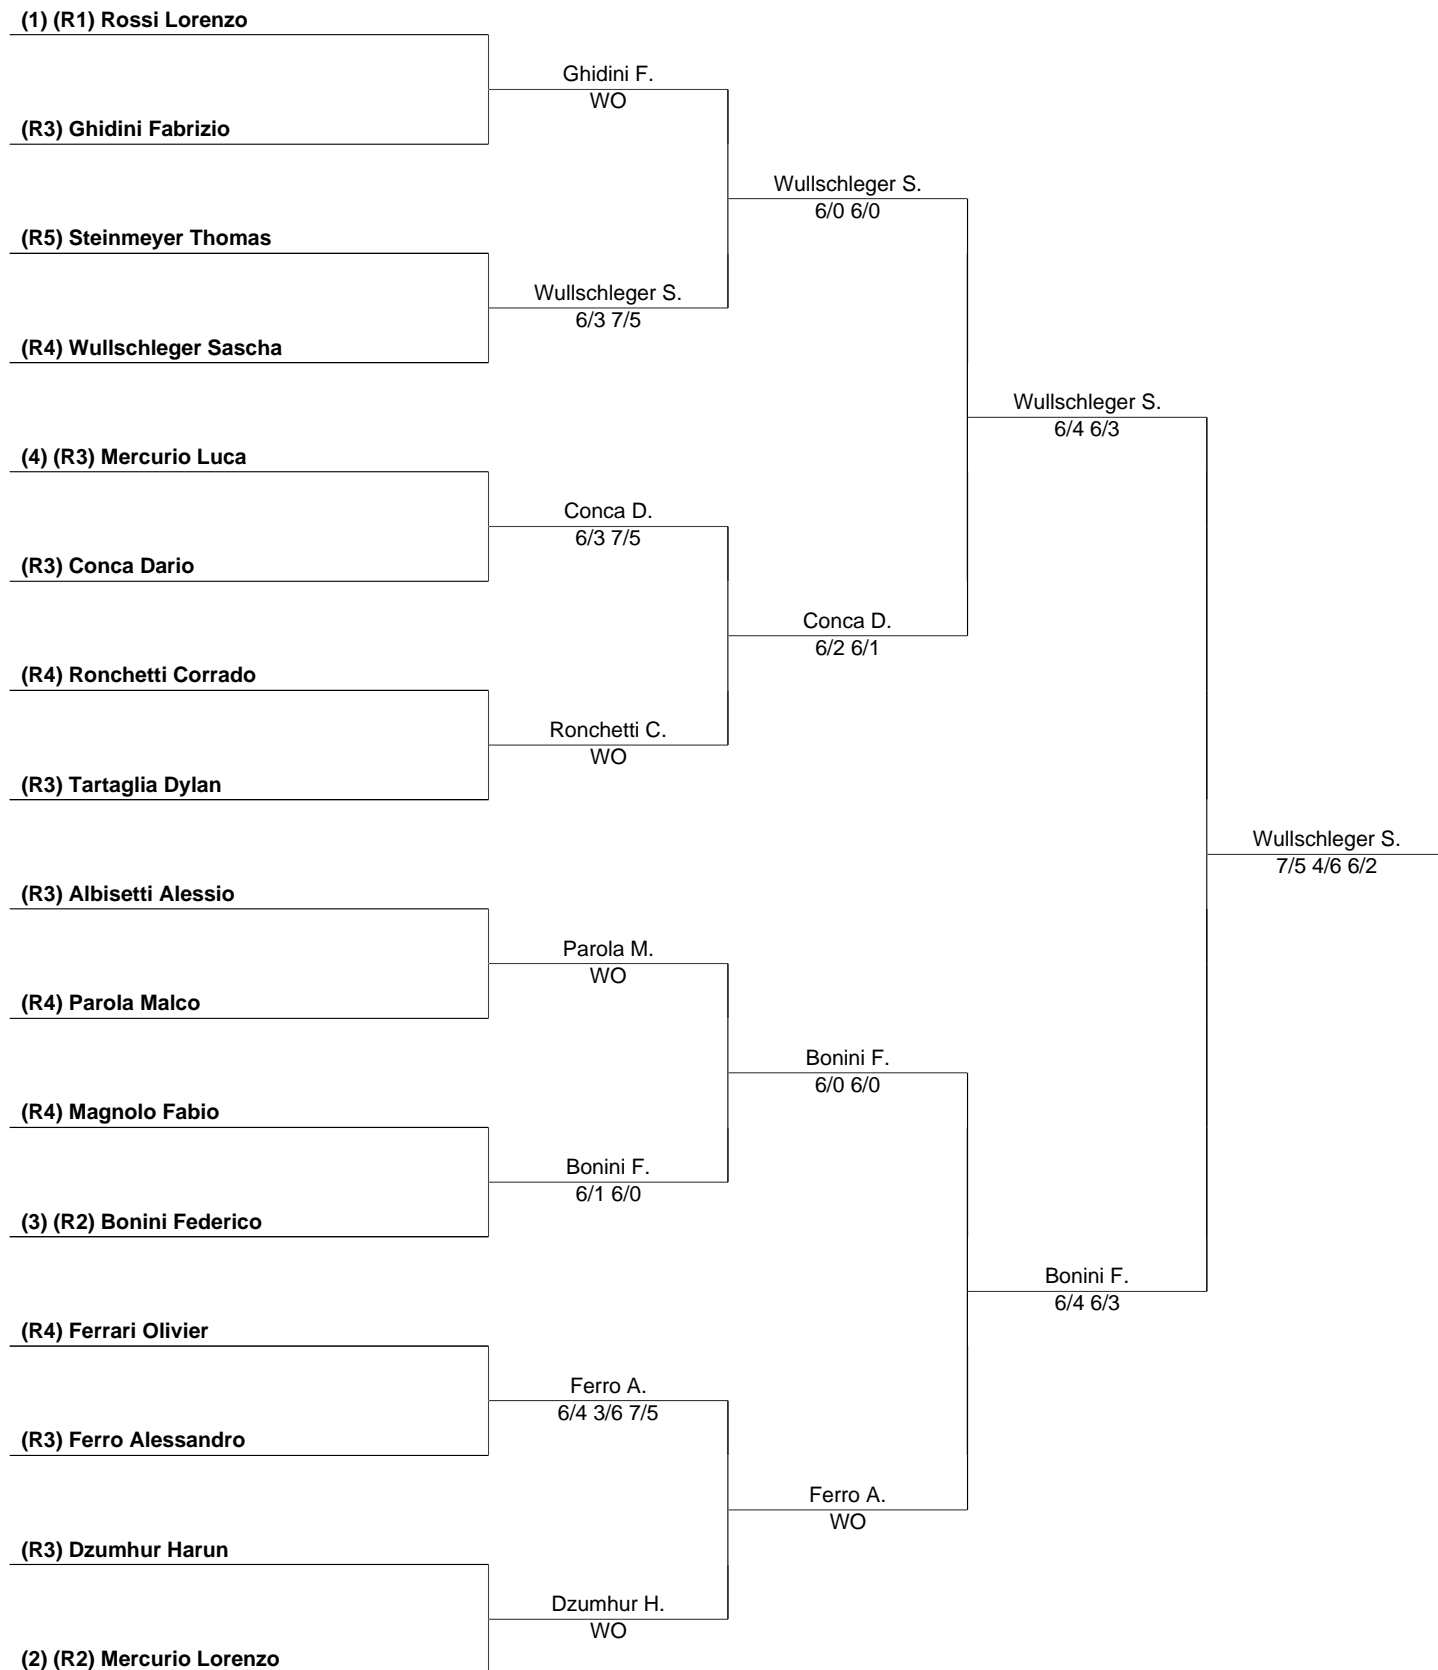 (1) (R1) Rossi Lorenzo
Ghidini F.
WO
(R3) Ghidini Fabrizio
Wullschleger S.
6/0 6/0
(R5) Steinmeyer Thomas
Wullschleger S.
6/3 7/5
(R4) Wullschleger Sascha
Wullschleger S.
6/4 6/3
(4) (R3) Mercurio Luca
Conca D.
6/3 7/5
(R3) Conca Dario
Conca D.
6/2 6/1
(R4) Ronchetti Corrado
Ronchetti C.
WO
(R3) Tartaglia Dylan
Wullschleger S.
7/5 4/6 6/2
(R3) Albisetti Alessio
Parola M.
WO
(R4) Parola Malco
Bonini F.
6/0 6/0
(R4) Magnolo Fabio
Bonini F.
6/1 6/0
(3) (R2) Bonini Federico
Bonini F.
6/4 6/3
(R4) Ferrari Olivier
Ferro A.
6/4 3/6 7/5
(R3) Ferro Alessandro
Ferro A.
WO
(R3) Dzumhur Harun
Dzumhur H.
WO
(2) (R2) Mercurio Lorenzo